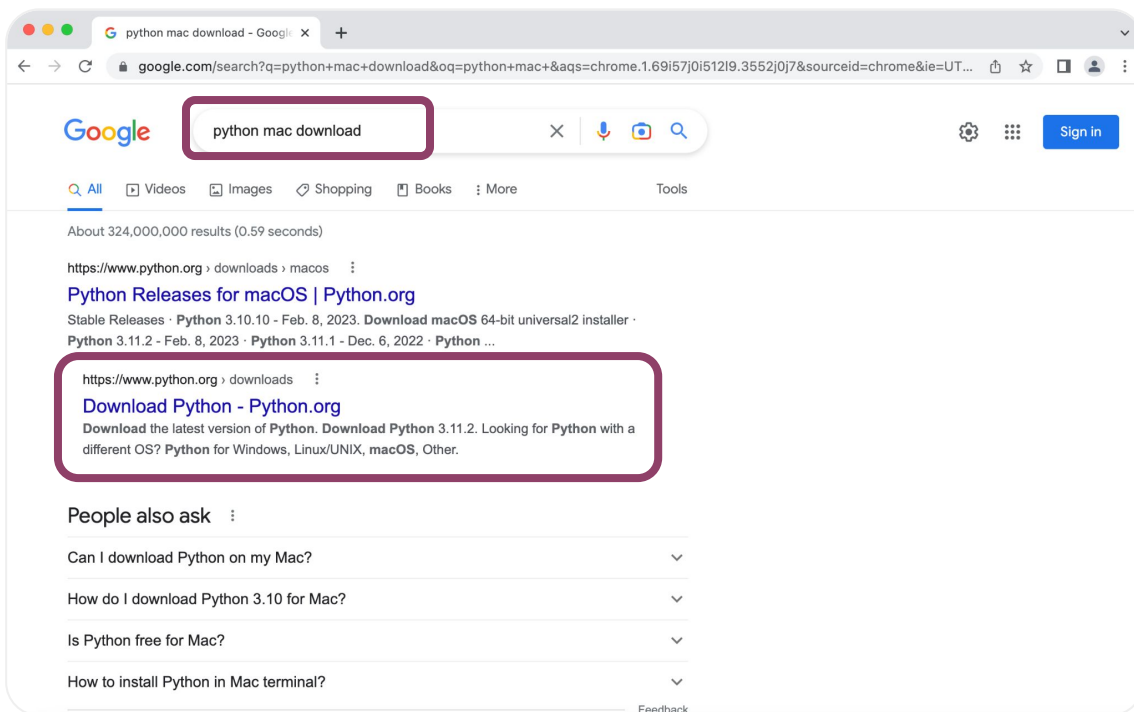 python mac download - Googl
google.com/search?q=python+mac+download&oq=python+mac+&aqs=chrome.1.69i57j0i512l9.3552j0j7&sourceid=chrome&ie=UT...
Google
python mac download
Sign in
All Videos Images Shopping Books More Tools
About 324,000,000 results (0.59 seconds)
https://www.python.org › downloads › macos
Python Releases for macOS | Python.org
Stable Releases · Python 3.10.10 - Feb. 8, 2023. Download macOS 64-bit universal2 installer ·
Python 3.11.2 - Feb. 8, 2023 · Python 3.11.1 - Dec. 6, 2022 · Python ...
https://www.python.org › downloads
Download Python - Python.org
Download the latest version of Python. Download Python 3.11.2. Looking for Python with a
different OS? Python for Windows, Linux/UNIX, macOS, Other.
People also ask
Can I download Python on my Mac?
How do I download Python 3.10 for Mac?
Is Python free for Mac?
How to install Python in Mac terminal?
Feedback